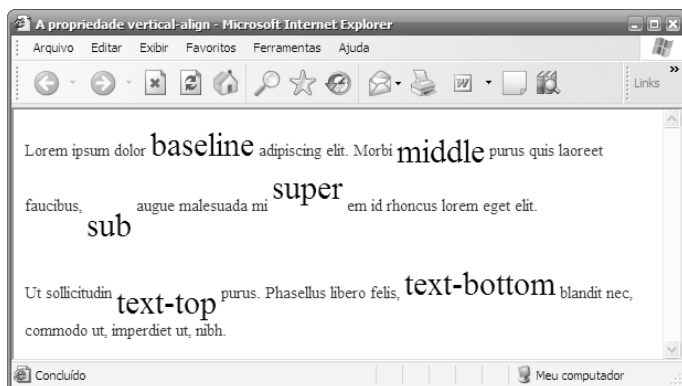 A propriedade vertical-align - Microsoft Internet Explorer
Arquivo Editar Exibir Favoritos Ferramentas Ajuda
W Links »
Lorem ipsum dolor baseline adipiscing elit. Morbi middle purus quis laoreet
faucibus, sub augue malesuada mi super em id rhoncus lorem eget elit.
Ut sollicitudin text-top purus. Phasellus libero felis, text-bottom blandit nec,
commodo ut, imperdiet ut, nibh.
Concluído Meu computador